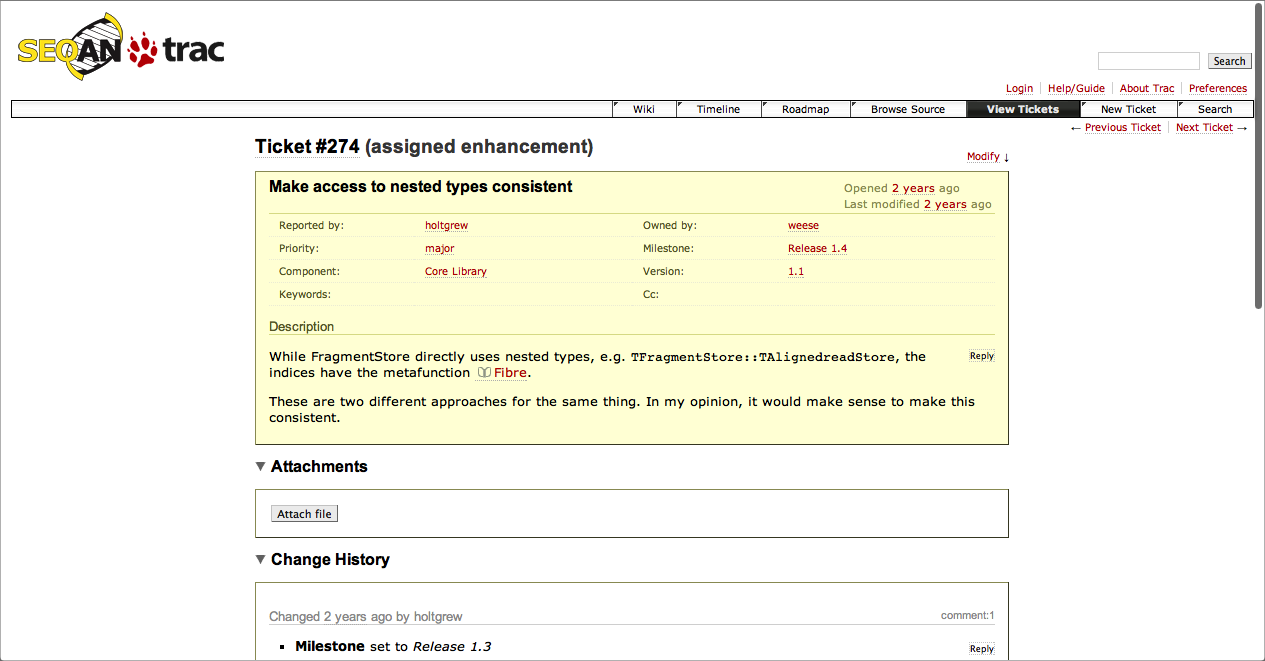 SEQAN trac
Search
Login Help/Guide About Trac Preferences
Wiki Timeline Roadmap Browse Source View Tickets New Ticket Search
← Previous Ticket Next Ticket →
Ticket #274 (assigned enhancement)
Modify ↓
Make access to nested types consistent
Opened 2 years ago
Last modified 2 years ago
Reported by: holtgrew Owned by: weese
Priority: major Milestone: Release 1.4
Component: Core Library Version: 1.1
Keywords: Cc:
Description
While FragmentStore directly uses nested types, e.g. TFragmentStore::TAlignedreadStore, the
Reply
indices have the metafunction Fibre.
These are two different approaches for the same thing. In my opinion, it would make sense to make this
consistent.
▼ Attachments
Attach file
▼ Change History
Changed 2 years ago by holtgrew comment:1
▪ Milestone set to Release 1.3
Reply